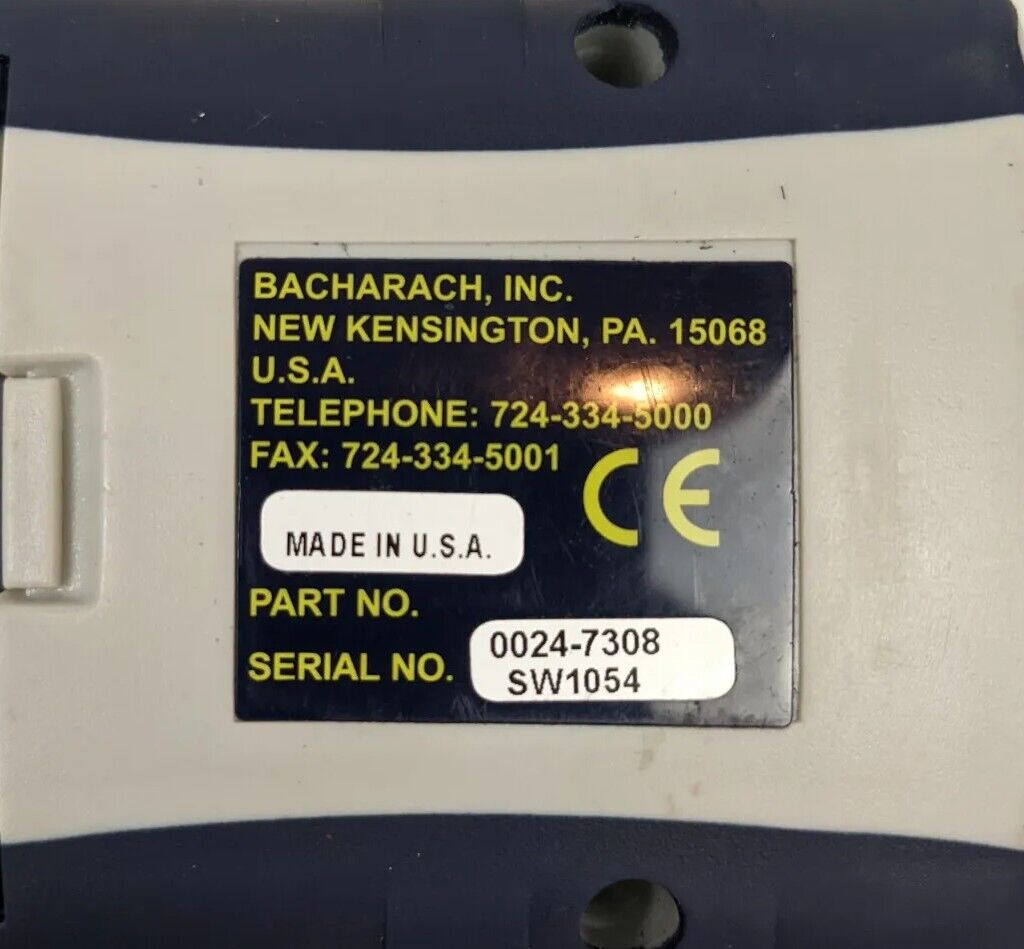 BACHARACH, INC.
NEW KENSINGTON, PA. 15068
U.S.A.
TELEPHONE: 724-334-5000
FAX: 724-334-5001
CE
MADE IN U.S.A.
PART NO. 0024-7308
SERIAL NO. SW1054